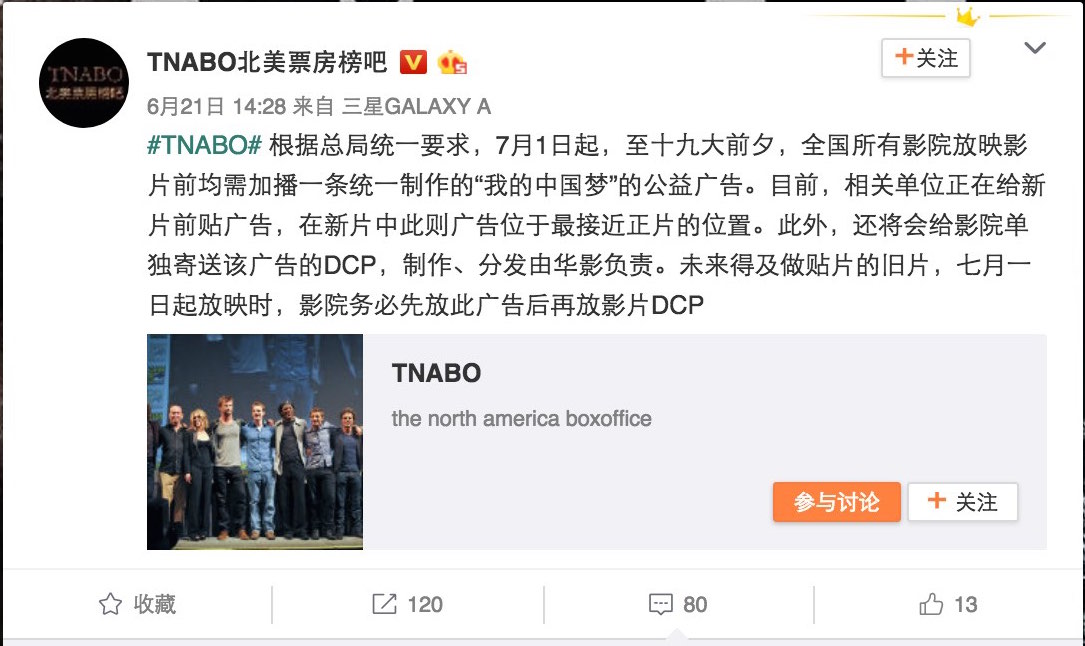 TNABO
北美票房榜吧
TNABO北美票房榜吧
+关注
6月21日 14:28 来自 三星GALAXY A
#TNABO# 根据总局统一要求，7月1日起，至十九大前夕，全国所有影院放映影
片前均需加播一条统一制作的“我的中国梦”的公益广告。目前，相关单位正在给新
片前贴广告，在新片中此则广告位于最接近正片的位置。此外，还将会给影院单
独寄送该广告的DCP，制作、分发由华影负责。未来得及做贴片的旧片，七月一
日起放映时，影院务必先放此广告后再放影片DCP
TNABO
the north america boxoffice
参与讨论
+ 关注
收藏
120
80
13